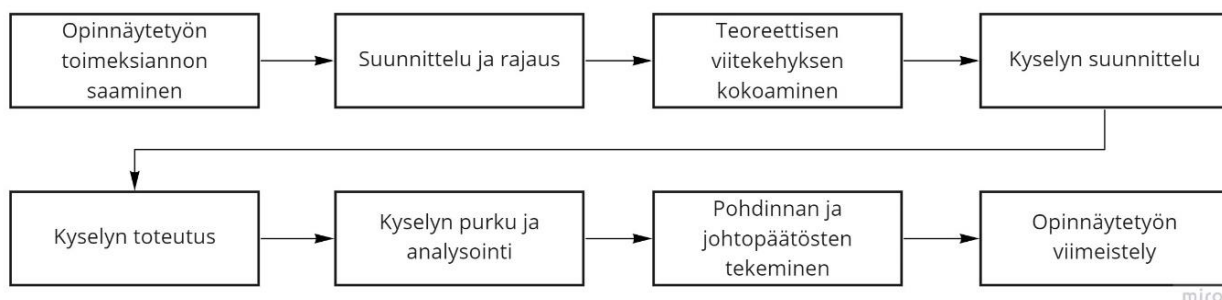 Opinnäytetyön
toimeksiannon
saaminen
Suunnittelu ja rajaus
Teoreettisen
viitekehyksen
kokoaminen
Kyselyn suunnittelu
Kyselyn toteutus
Kyselyn purku ja
analysointi
Pohdinnan ja
johtopäätösten
tekeminen
Opinnäytetyön
viimeistely
miro